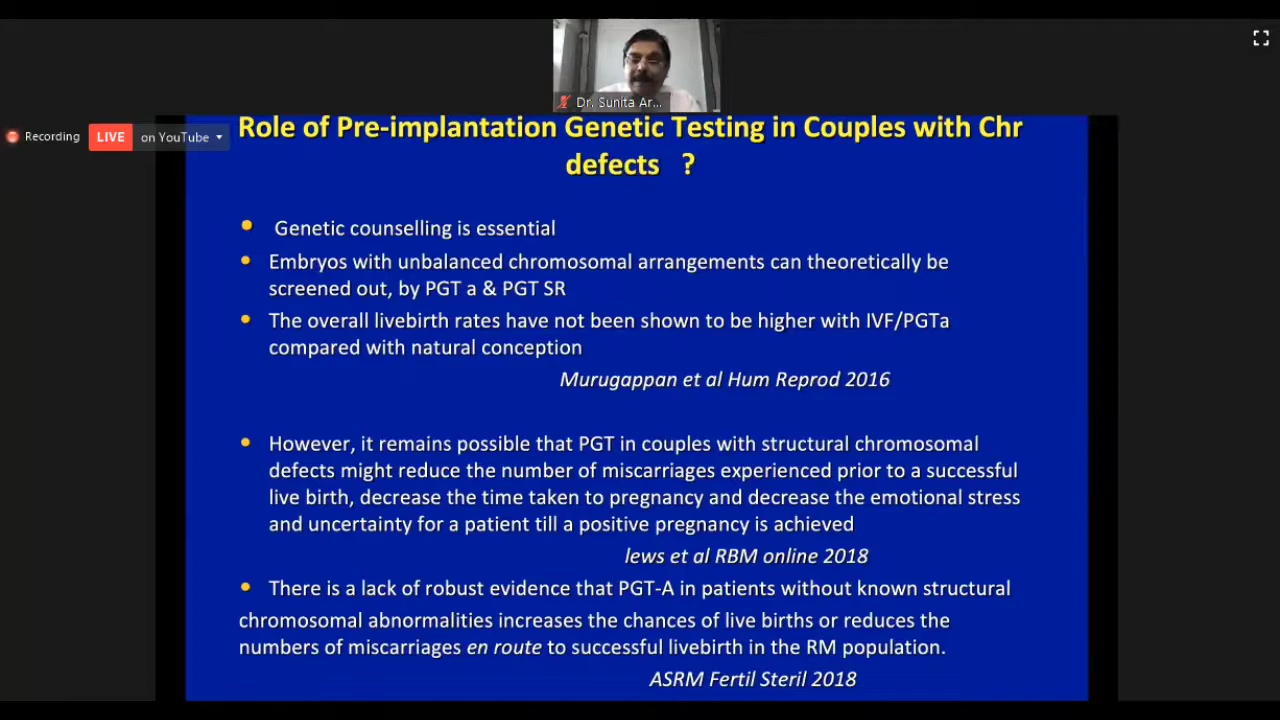 Dr. Sunita Ar...
Recording
LIVE on YouTube
Role of Pre-implantation Genetic Testing in Couples with Chr
defects ?
Genetic counselling is essential
Embryos with unbalanced chromosomal arrangements can theoretically be
screened out, by PGT a & PGT SR
The overall livebirth rates have not been shown to be higher with IVF/PGTa
compared with natural conception
Murugappan et al Hum Reprod 2016
However, it remains possible that PGT in couples with structural chromosomal
defects might reduce the number of miscarriages experienced prior to a successful
live birth, decrease the time taken to pregnancy and decrease the emotional stress
and uncertainty for a patient till a positive pregnancy is achieved
lews et al RBM online 2018
There is a lack of robust evidence that PGT-A in patients without known structural
chromosomal abnormalities increases the chances of live births or reduces the
numbers of miscarriages en route to successful livebirth in the RM population.
ASRM Fertil Steril 2018